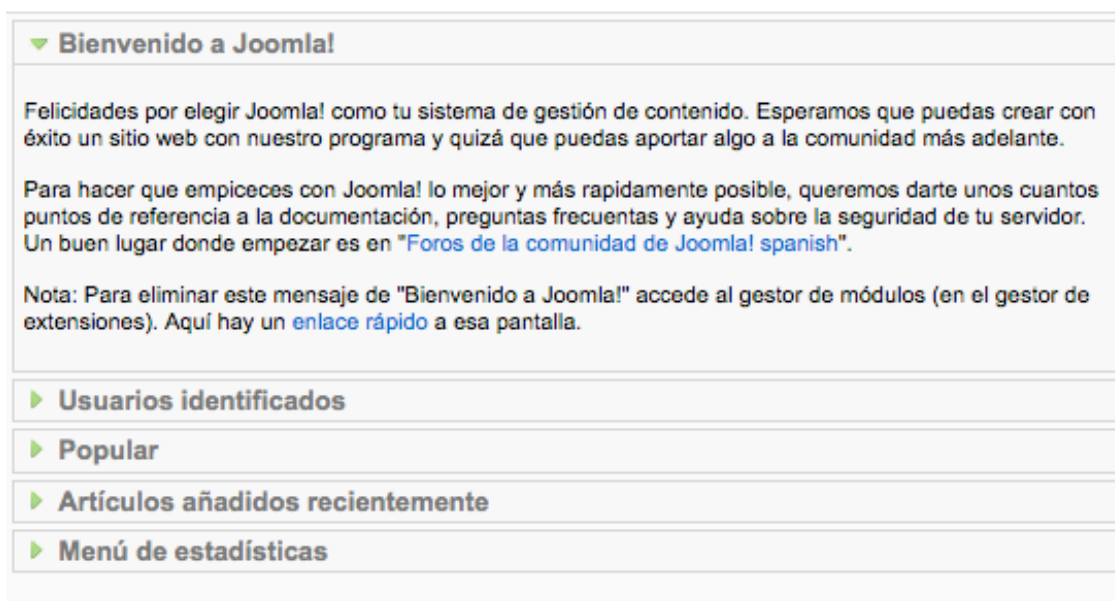 Bienvenido a Joomla!
Felicidades por elegir Joomla! como tu sistema de gestión de contenido. Esperamos que puedas crear con
éxito un sitio web con nuestro programa y quizá que puedas aportar algo a la comunidad más adelante.
Para hacer que empiceces con Joomla! lo mejor y más rapidamente posible, queremos darte unos cuantos
puntos de referencia a la documentación, preguntas frecuentas y ayuda sobre la seguridad de tu servidor.
Un buen lugar donde empezar es en "Foros de la comunidad de Joomla! spanish".
Nota: Para eliminar este mensaje de "Bienvenido a Joomla!" accede al gestor de módulos (en el gestor de
extensiones). Aquí hay un enlace rápido a esa pantalla.
Usuarios identificados
Popular
Artículos añadidos recientemente
Menú de estadísticas